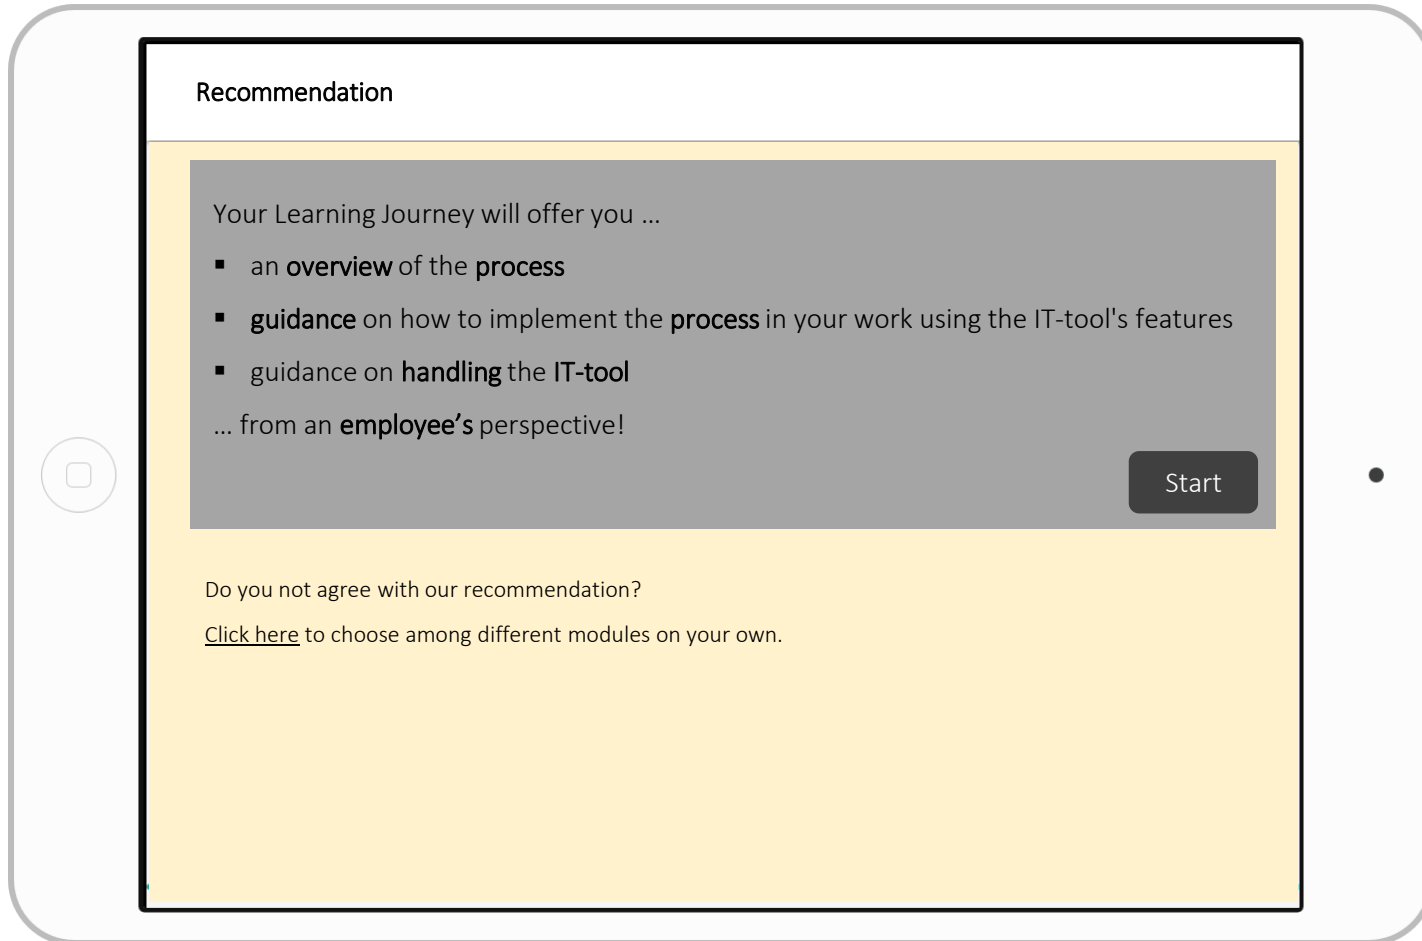 Recommendation
Your Learning Journey will offer you …
▪ an overview of the process
▪ guidance on how to implement the process in your work using the IT-tool's features
▪ guidance on handling the IT-tool
… from an employee’s perspective!
Start
Do you not agree with our recommendation?
Click here to choose among different modules on your own.